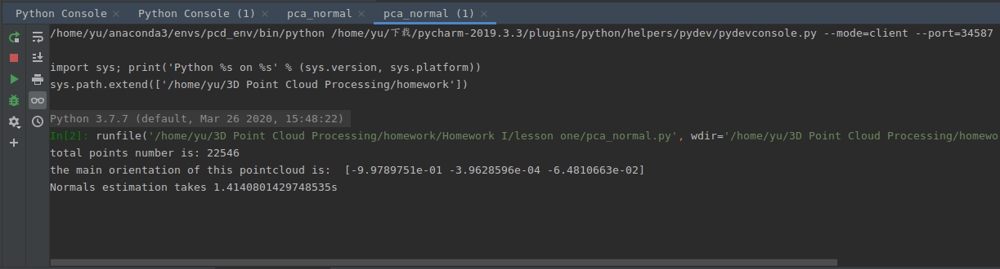 Python Console × Python Console (1) × pca_normal × pca_normal (1) ×
/home/yu/anaconda3/envs/pcd_env/bin/python /home/yu/下载/pycharm-2019.3.3/plugins/python/helpers/pydev/pydevconsole.py --mode=client --port=34587
import sys; print('Python %s on %s' % (sys.version, sys.platform))
sys.path.extend(['/home/yu/3D Point Cloud Processing/homework'])
Python 3.7.7 (default, Mar 26 2020, 15:48:22)
In[2]: runfile('/home/yu/3D Point Cloud Processing/homework/Homework I/lesson one/pca_normal.py', wdir='/home/yu/3D Point Cloud Processing/homewo
total points number is: 22546
the main orientation of this pointcloud is:  [-9.9789751e-01 -3.9628596e-04 -6.4810663e-02]
Normals estimation takes 1.4140801429748535s